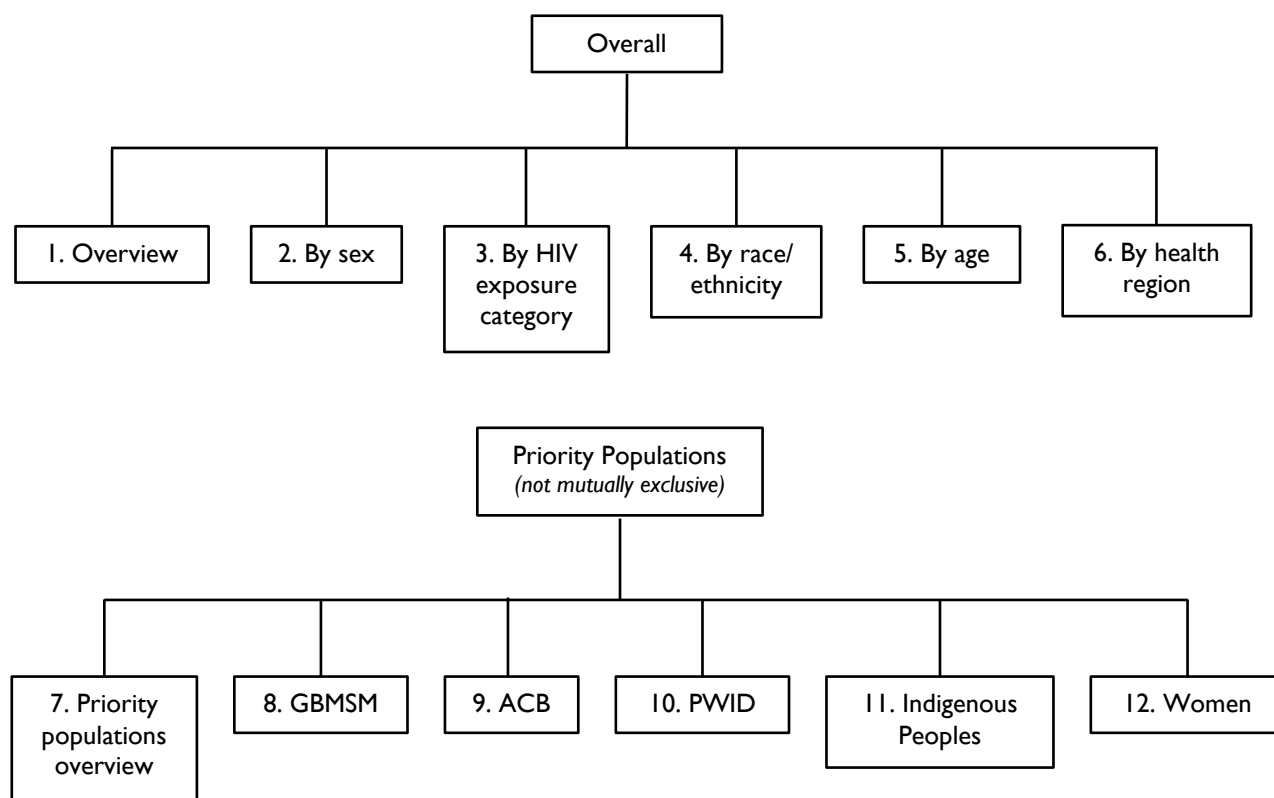 Overall
1. Overview
2. By sex
3. By HIV
exposure
category
4. By race/
ethnicity
5. By age
6. By health
region
Priority Populations
(not mutually exclusive)
7. Priority
populations
overview
8. GBMSM
9. ACB
10. PWID
11. Indigenous
Peoples
12. Women